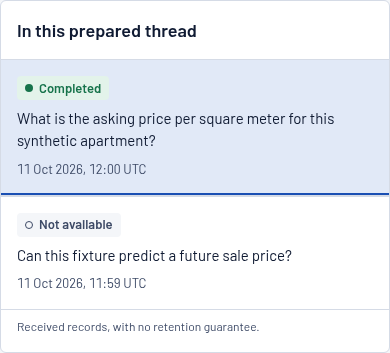 In this prepared thread
Completed
What is the asking price per square meter for this
synthetic apartment?
11 Oct 2026, 12:00 UTC
Not available
Can this fixture predict a future sale price?
11 Oct 2026, 11:59 UTC
Received records, with no retention guarantee.